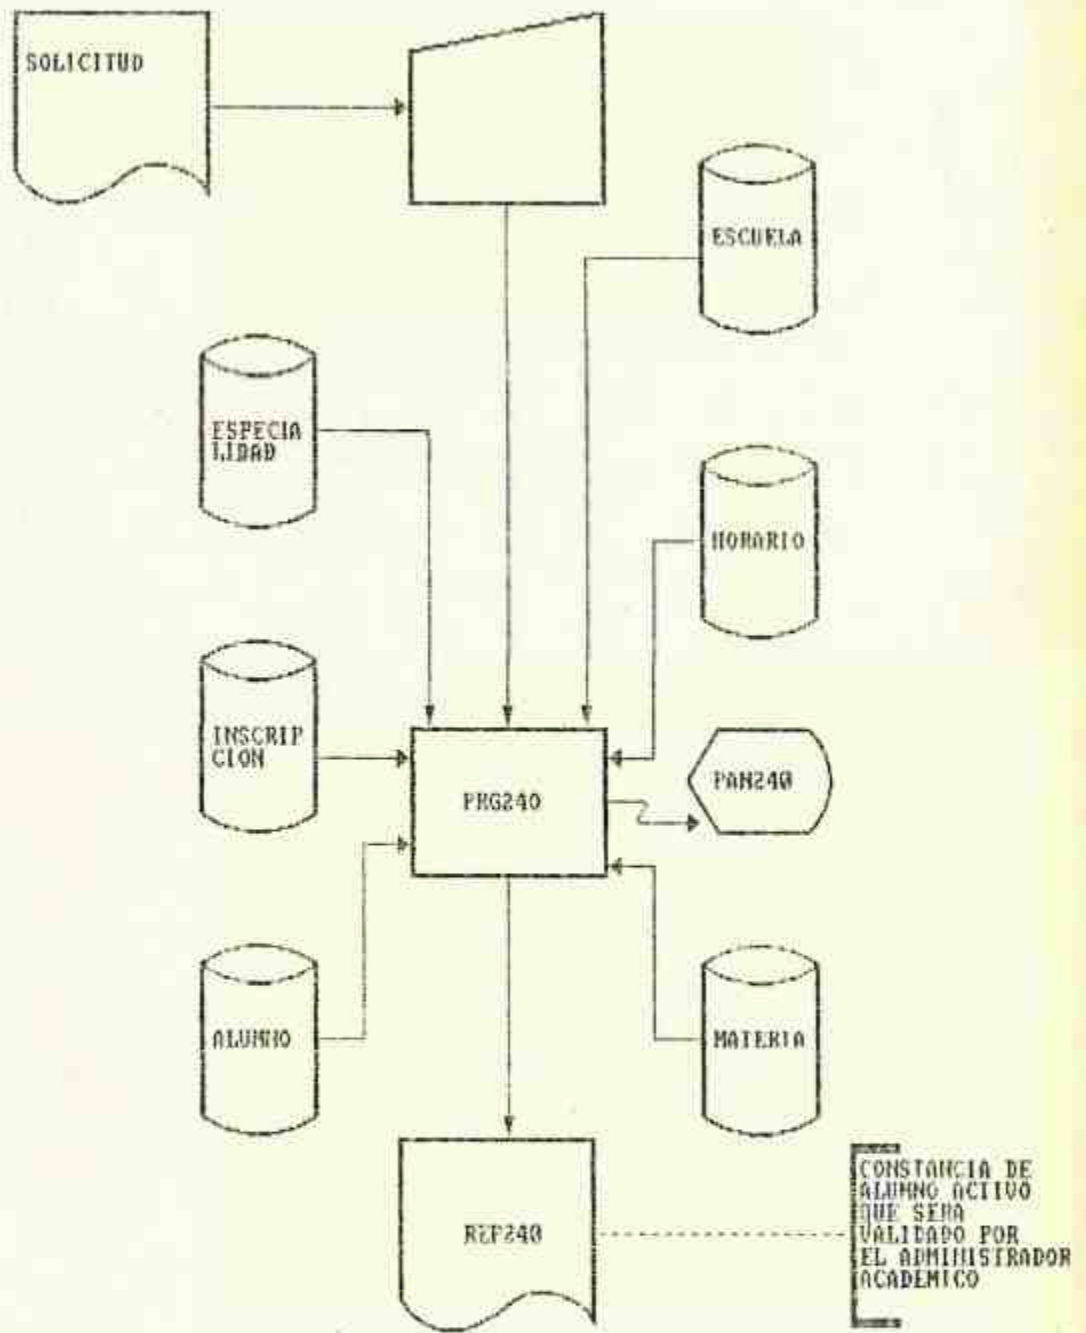 SOLICITUD
ESCUELA
ESPECIA
LIDAD
HORARIO
INSCRIP
CION
PRG240
PAN240
ALUMNO
MATERIA
REP240
CONSTANCIA DE
ALUMNO ACTIVO
QUE SERA
VALIDADO POR
EL ADMINISTRADOR
ACADEMICO